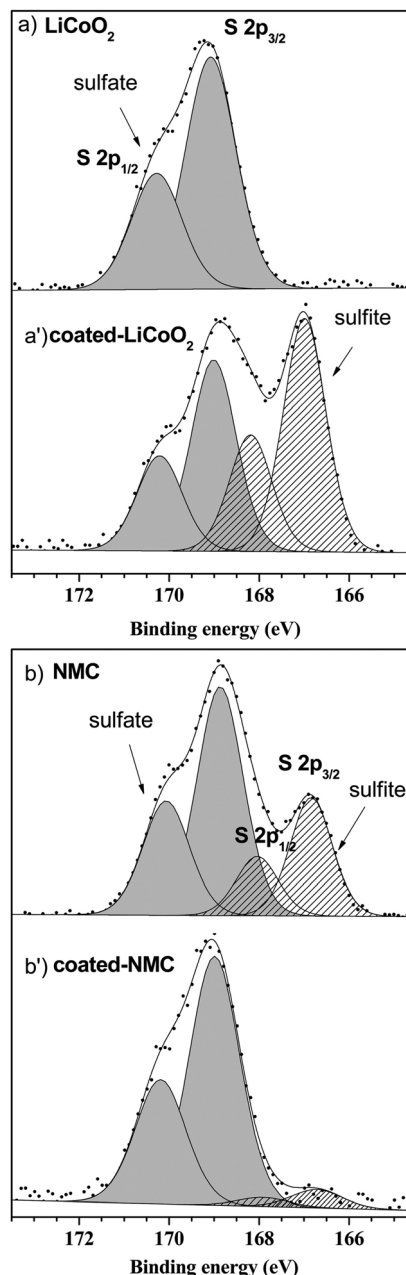 a) LiCoO₂
S 2p₃/₂
sulfate
S 2p₁/₂
a') coated-LiCoO₂
sulfite
172 170 168 166
Binding energy (eV)
b) NMC
sulfate
S 2p₃/₂
sulfite
S 2p₁/₂
b') coated-NMC
172 170 168 166
Binding energy (eV)